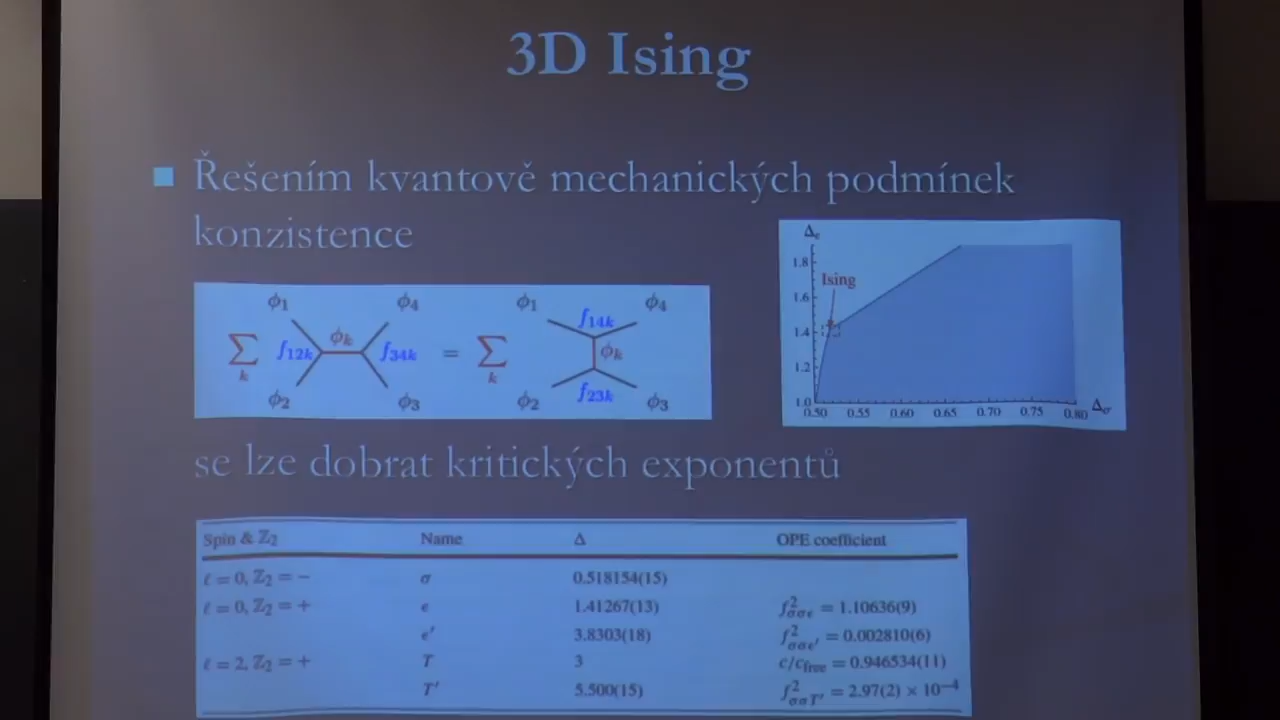 3D Ising
Řešením kvantově mechanických podmínek
konzistence
ϕ1 ϕ4 ϕ1 ϕ4
∑ k f12k ϕk f34k = ∑ k f14k ϕk f23k
ϕ2 ϕ3 ϕ2 ϕ3
Δε
1.8
Ising
1.6
1.4
1.2
1.0
0.50 0.55 0.60 0.65 0.70 0.75 0.80 Δσ
se lze dobrat kritických exponentů
Spin & ℤ2 Name Δ OPE coefficient
ℓ = 0, ℤ2 = − σ 0.518154(15)
ℓ = 0, ℤ2 = + ϵ 1.41267(13) f²σσϵ = 1.10636(9)
ϵ′ 3.8303(18) f²σσϵ′ = 0.002810(6)
ℓ = 2, ℤ2 = + T 3 c/cfree = 0.946534(11)
T′ 5.500(15) f²σσT′ = 2.97(2) × 10⁻⁴